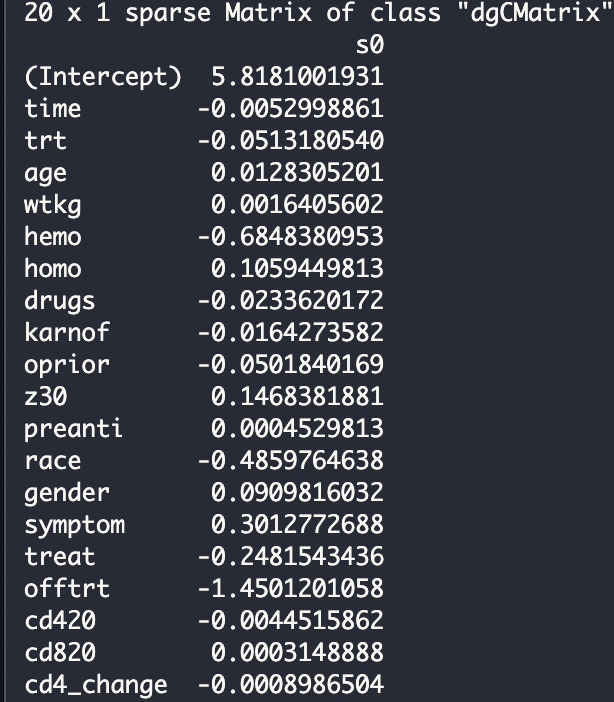 20 x 1 sparse Matrix of class "dgCMatrix"
s0
(Intercept) 5.8181001931
time -0.0052998861
trt -0.0513180540
age 0.0128305201
wtkg 0.0016405602
hemo -0.6848380953
homo 0.1059449813
drugs -0.0233620172
karnof -0.0164273582
oprior -0.0501840169
z30 0.1468381881
preanti 0.0004529813
race -0.4859764638
gender 0.0909816032
symptom 0.3012772688
treat -0.2481543436
offtrt -1.4501201058
cd420 -0.0044515862
cd820 0.0003148888
cd4_change -0.0008986504